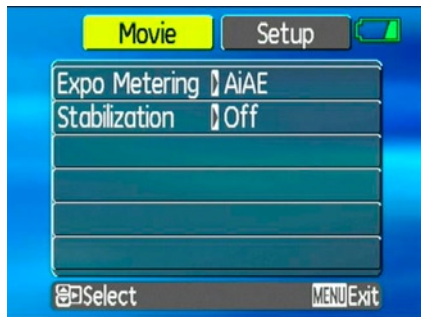 Movie Setup
Expo Metering AiAE
Stabilization Off
Select MENU Exit